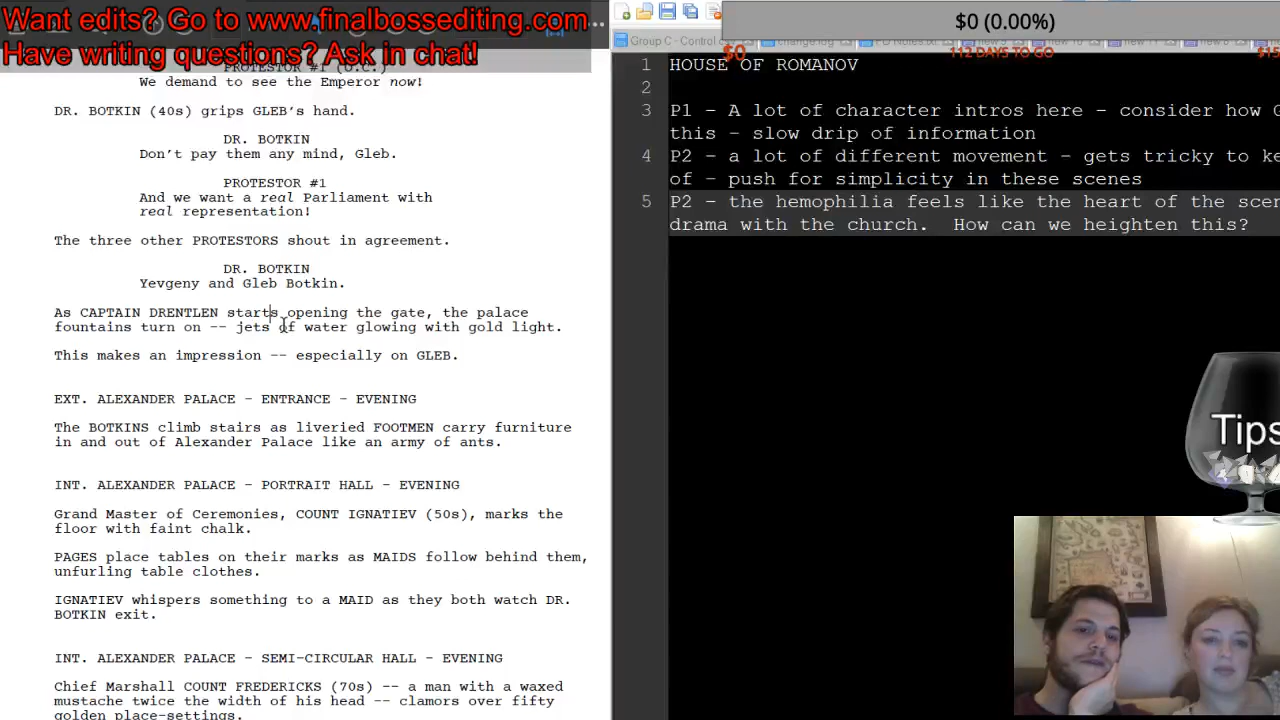 Want edits? Go to www.finalbossediting.com
Have writing questions? Ask in chat!
PROTESTOR #1 (O.C.)
We demand to see the Emperor now!
DR. BOTKIN (40s) grips GLEB's hand.
DR. BOTKIN
Don't pay them any mind, Gleb.
PROTESTOR #1
And we want a real Parliament with
real representation!
The three other PROTESTORS shout in agreement.
DR. BOTKIN
Yevgeny and Gleb Botkin.
As CAPTAIN DRENTLEN starts opening the gate, the palace
fountains turn on -- jets of water glowing with gold light.
This makes an impression -- especially on GLEB.
EXT. ALEXANDER PALACE - ENTRANCE - EVENING
The BOTKINS climb stairs as liveried FOOTMEN carry furniture
in and out of Alexander Palace like an army of ants.
INT. ALEXANDER PALACE - PORTRAIT HALL - EVENING
Grand Master of Ceremonies, COUNT IGNATIEV (50s), marks the
floor with faint chalk.
PAGES place tables on their marks as MAIDS follow behind them,
unfurling table clothes.
IGNATIEV whispers something to a MAID as they both watch DR.
BOTKIN exit.
INT. ALEXANDER PALACE - SEMI-CIRCULAR HALL - EVENING
Chief Marshall COUNT FREDERICKS (70s) -- a man with a waxed
mustache twice the width of his head -- clamors over fifty
golden place-settings.
$0 (0.00%)
Group C - Control
change.log
$0
112 DAYS TO GO
1 HOUSE OF ROMANOV
2
3 P1 - A lot of character intros here - consider how
this - slow drip of information
4 P2 - a lot of different movement - gets tricky to
of - push for simplicity in these scenes
5 P2 - the hemophilia feels like the heart of the
drama with the church. How can we heighten this?
Tips